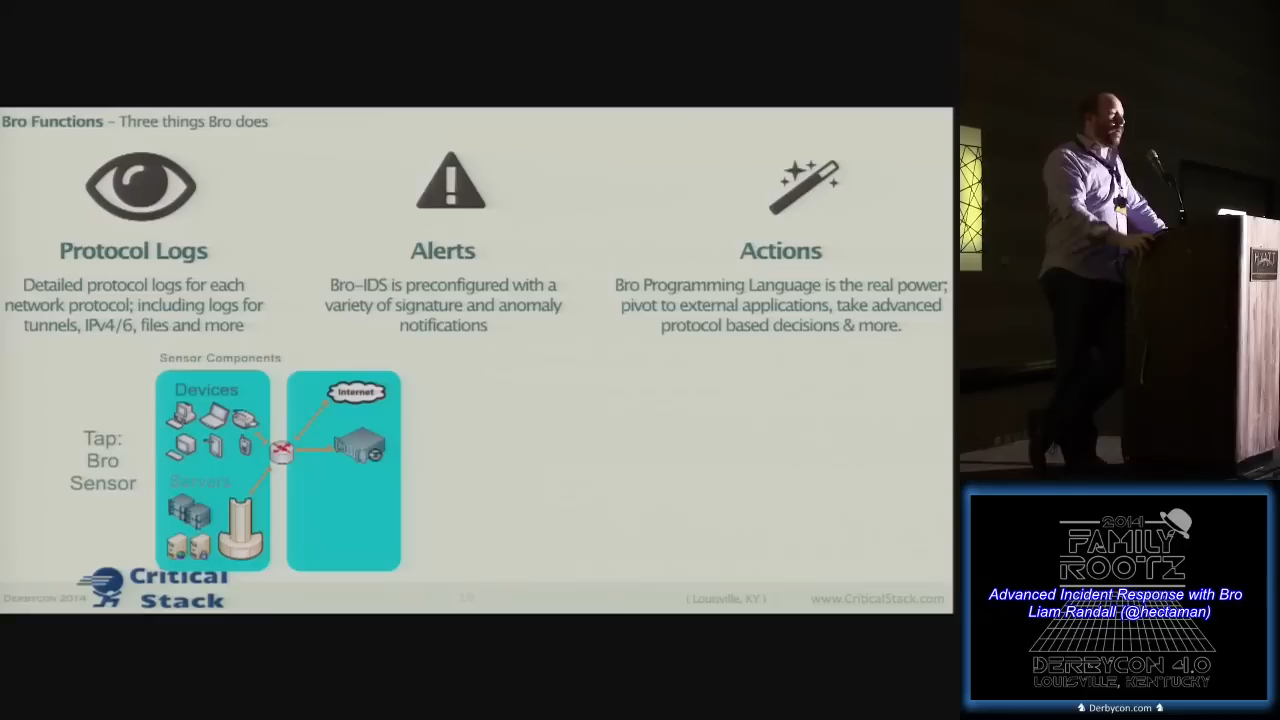 Bro Functions – Three things Bro does
Protocol Logs
Detailed protocol logs for each
network protocol; including logs for
tunnels, IPv4/6, files and more
Alerts
Bro-IDS is preconfigured with a
variety of signature and anomaly
notifications
Actions
Bro Programming Language is the real power;
pivot to external applications, take advanced
protocol based decisions & more.
Sensor Components
Tap:
Bro
Sensor
Devices
Servers
Internet
Critical
Stack
Derbycon 2014
( Louisville, KY )
www.CriticalStack.com
HYATT
2014
FAMILY
ROOTZ
Advanced Incident Response with Bro
Liam Randall (@hectaman)
DERBYCON 4.0
LOUISVILLE, KENTUCKY
Derbycon.com